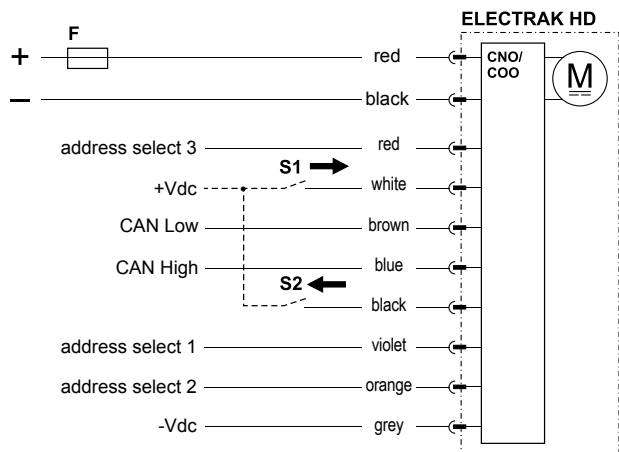 ELECTRAK HD
F
+ red CNO/
COO
M
– black
address select 3 red
S1
+Vdc white
CAN Low brown
CAN High blue
S2
black
address select 1 violet
address select 2 orange
-Vdc grey